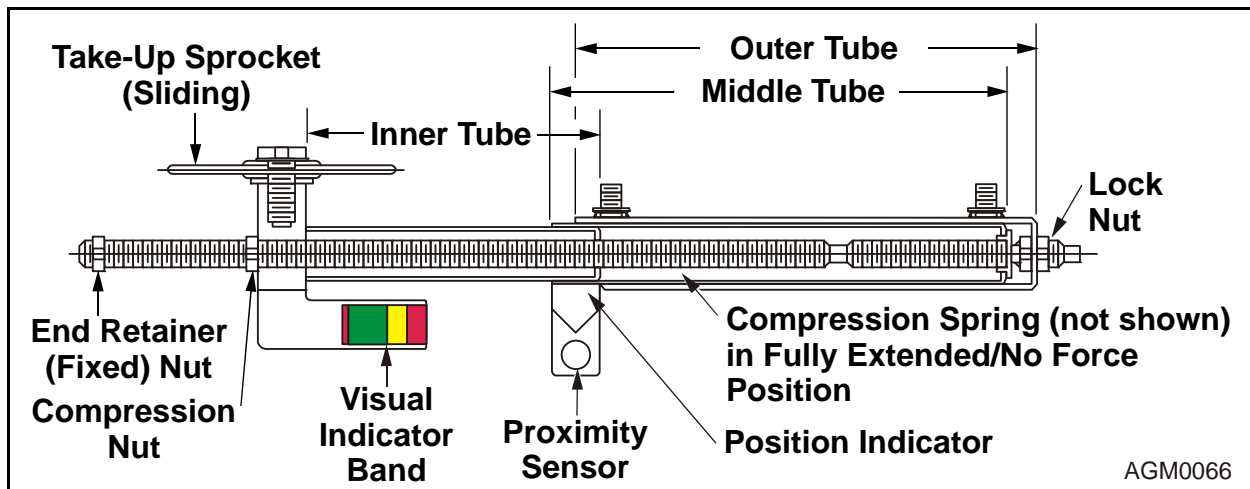 Take-Up Sprocket
(Sliding)
Outer Tube
Middle Tube
Inner Tube
Lock
Nut
End Retainer
(Fixed) Nut
Compression
Nut
Visual
Indicator
Band
Proximity
Sensor
Compression Spring (not shown)
in Fully Extended/No Force
Position
Position Indicator
AGM0066